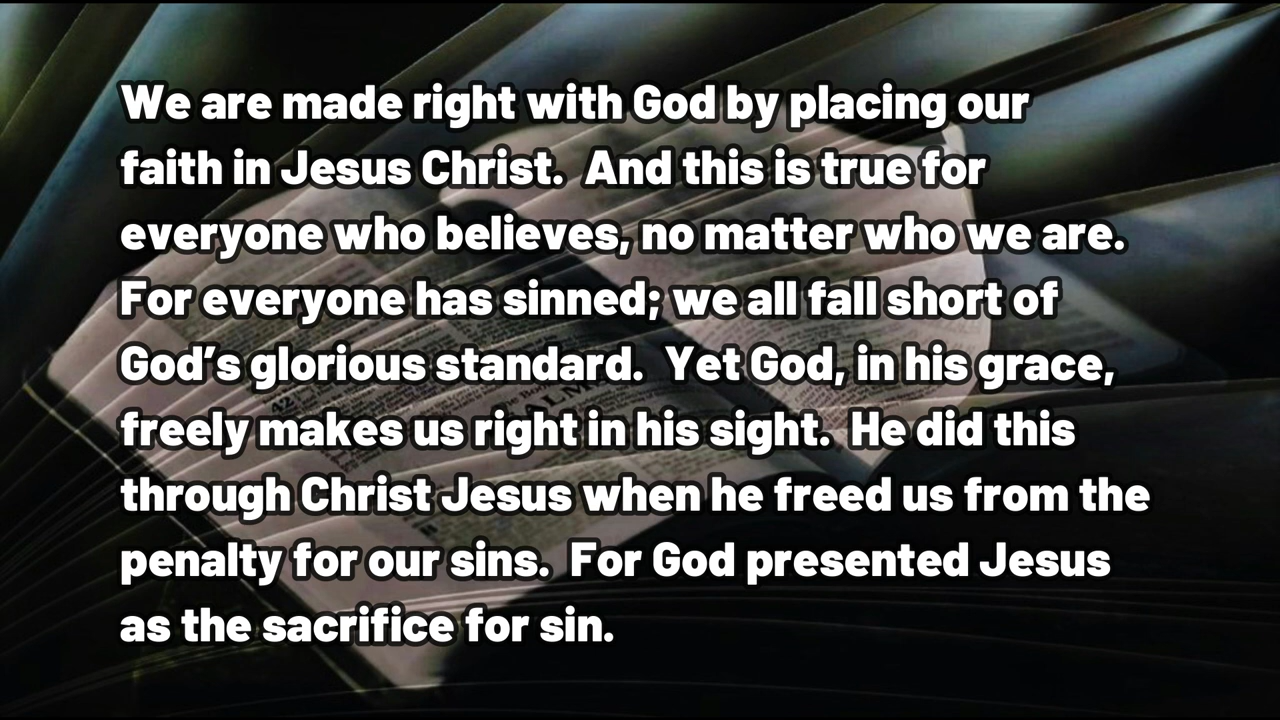 We are made right with God by placing our
faith in Jesus Christ.  And this is true for
everyone who believes, no matter who we are.
For everyone has sinned; we all fall short of
God’s glorious standard.  Yet God, in his grace,
freely makes us right in his sight.  He did this
through Christ Jesus when he freed us from the
penalty for our sins.  For God presented Jesus
as the sacrifice for sin.
42